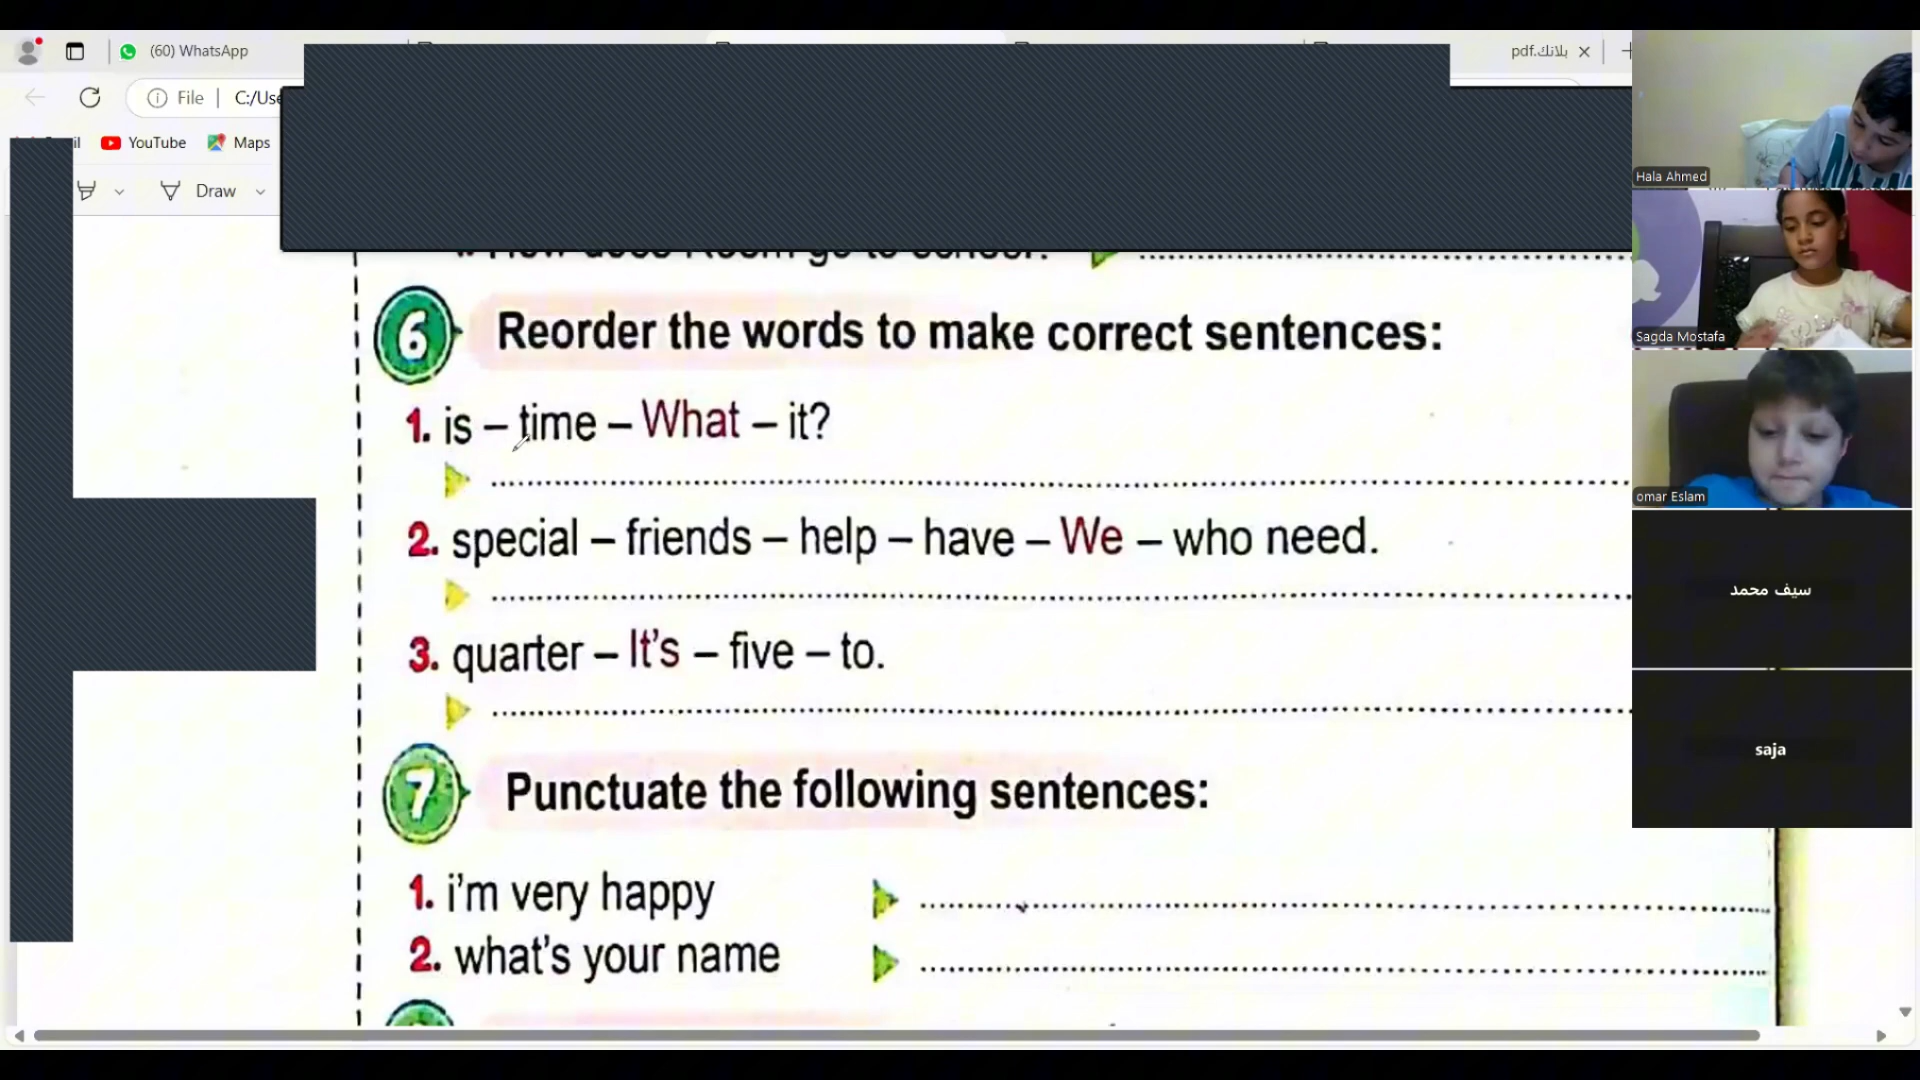 (60) WhatsApp
بلانك.pdf
File
C:/Use
YouTube
Maps
Draw
to school?
6 Reorder the words to make correct sentences:
1. is – time – What – it?
2. special – friends – help – have – We – who need.
3. quarter – It's – five – to.
7 Punctuate the following sentences:
1. i'm very happy
2. what's your name
Hala Ahmed
Sagda Mostafa
omar Eslam
سيف محمد
saja